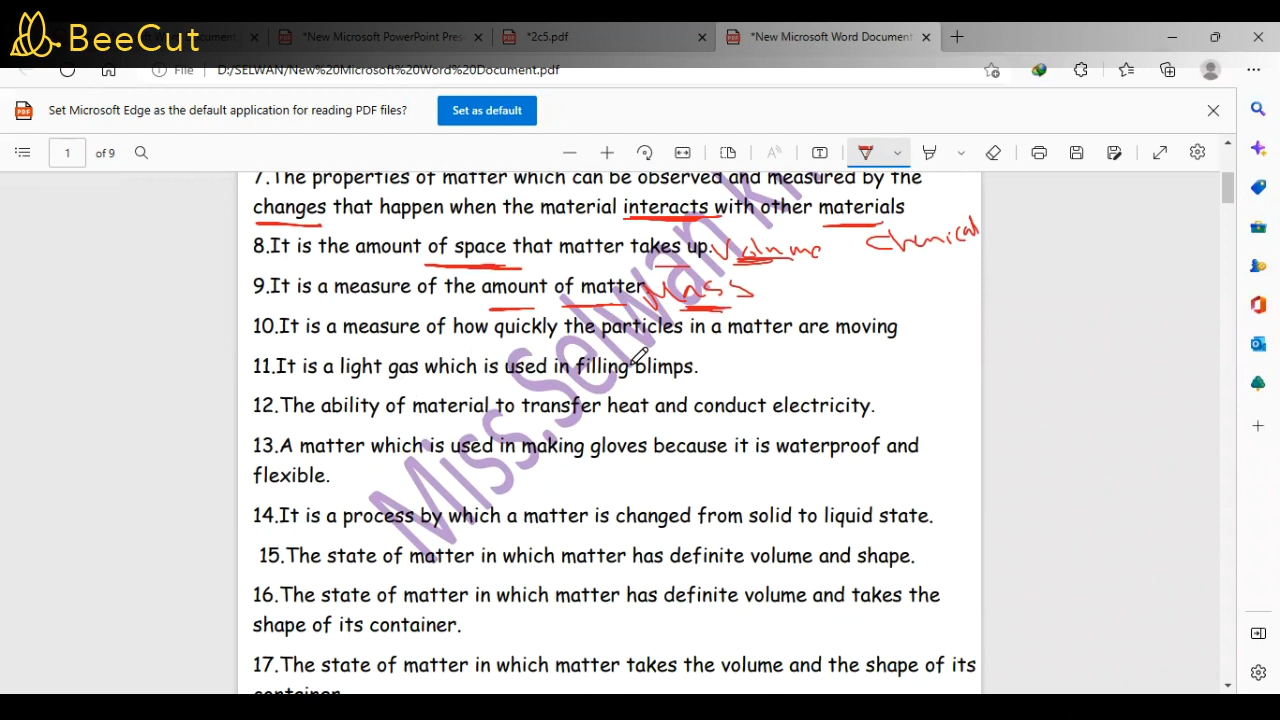 BeeCut
*New Microsoft PowerPoint Pres
*2c5.pdf
*New Microsoft Word Document
File
D:/SELWAN/New%20Microsoft%20Word%20Document.pdf
Set Microsoft Edge as the default application for reading PDF files?
Set as default
1
of 9
7.The properties of matter which can be observed and measured by the
changes that happen when the material interacts with other materials
Chemical
8.It is the amount of space that matter takes up. Volume
9.It is a measure of the amount of matter Mass
10.It is a measure of how quickly the particles in a matter are moving
11.It is a light gas which is used in filling blimps.
12.The ability of material to transfer heat and conduct electricity.
13.A matter which is used in making gloves because it is waterproof and
flexible.
14.It is a process by which a matter is changed from solid to liquid state.
15.The state of matter in which matter has definite volume and shape.
16.The state of matter in which matter has definite volume and takes the
shape of its container.
17.The state of matter in which matter takes the volume and the shape of its
container
Miss.Selwan